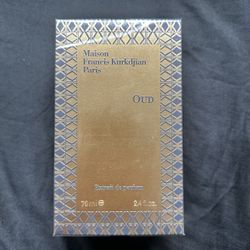 Maison
Francis Kurkdjian
Paris
OUD
Extrait de parfum
70 ml ℮ 2.4 fl.oz.